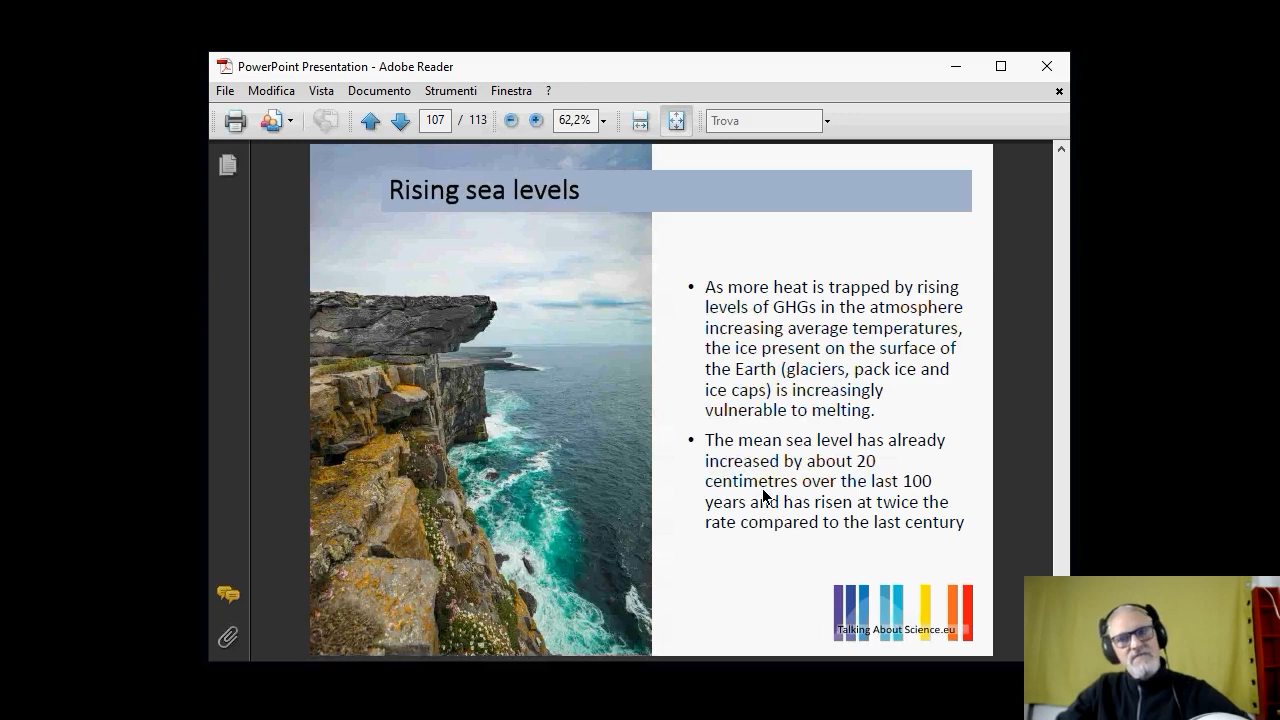 PowerPoint Presentation - Adobe Reader
File Modifica Vista Documento Strumenti Finestra ?
107 / 113 62,2% Trova
Rising sea levels
• As more heat is trapped by rising
levels of GHGs in the atmosphere
increasing average temperatures,
the ice present on the surface of
the Earth (glaciers, pack ice and
ice caps) is increasingly
vulnerable to melting.
• The mean sea level has already
increased by about 20
centimetres over the last 100
years and has risen at twice the
rate compared to the last century
Talking About Science.eu